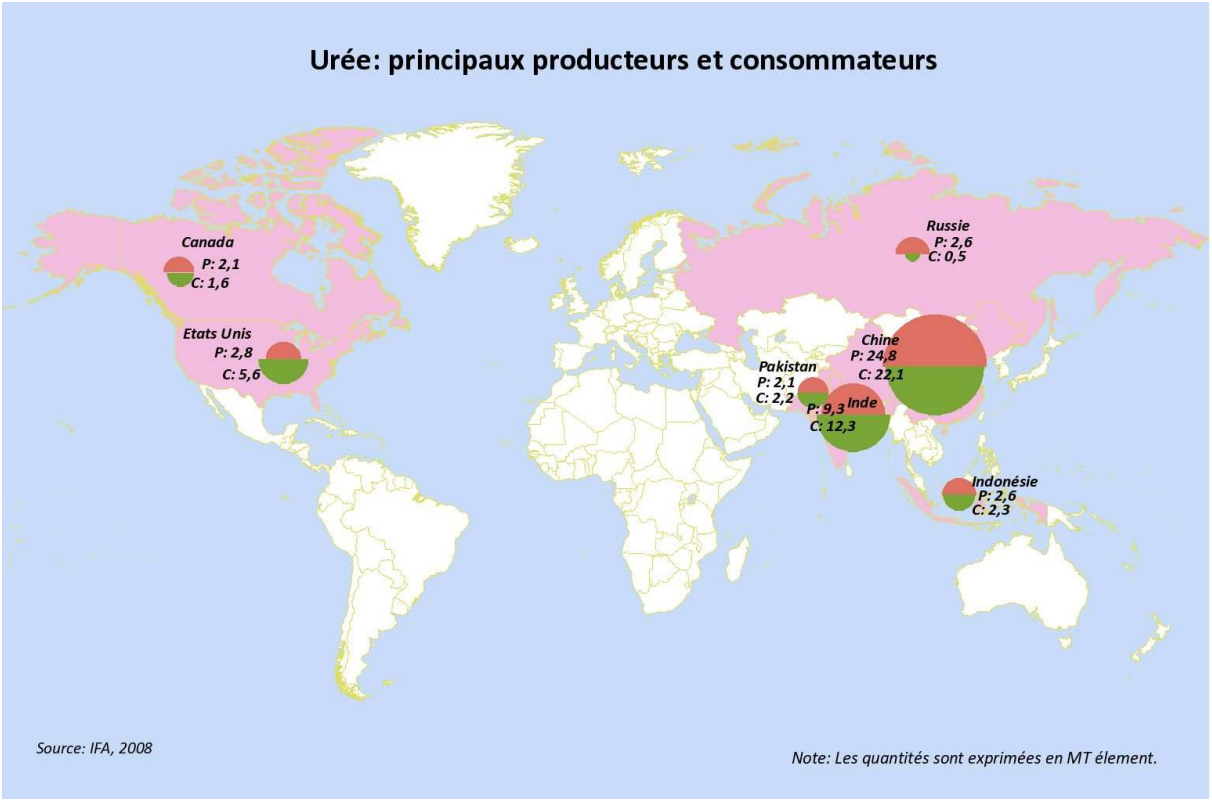 Urée: principaux producteurs et consommateurs
Canada
P: 2,1
C: 1,6
Etats Unis
P: 2,8
C: 5,6
Russie
P: 2,6
C: 0,5
Chine
P: 24,8
C: 22,1
Pakistan
P: 2,1
C: 2,2
Inde
P: 9,3
C: 12,3
Indonésie
P: 2,6
C: 2,3
Source: IFA, 2008
Note: Les quantités sont exprimées en MT élement.